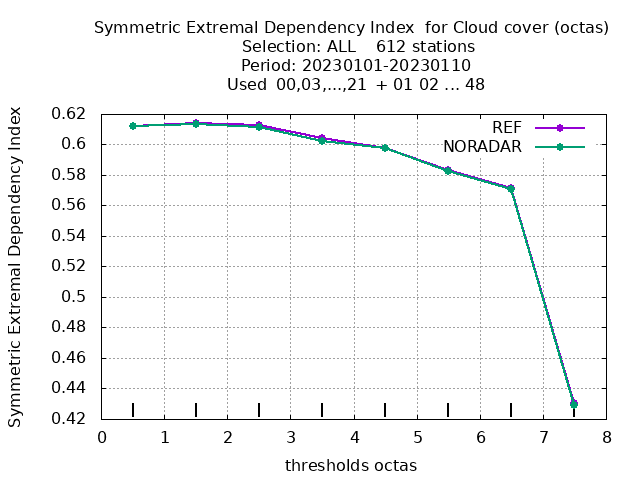 Symmetric Extremal Dependency Index  for Cloud cover (octas)
Selection: ALL    612 stations
Period: 20230101-20230110
Used  00,03,...,21  + 01 02 ... 48
Symmetric Extremal Dependency Index
0.62
0.6
0.58
0.56
0.54
0.52
0.5
0.48
0.46
0.44
0.42
REF
NORADAR
0 1 2 3 4 5 6 7 8
thresholds octas